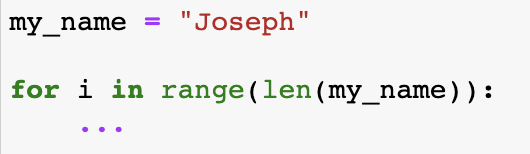 my_name = "Joseph"
for i in range(len(my_name)):
    ...